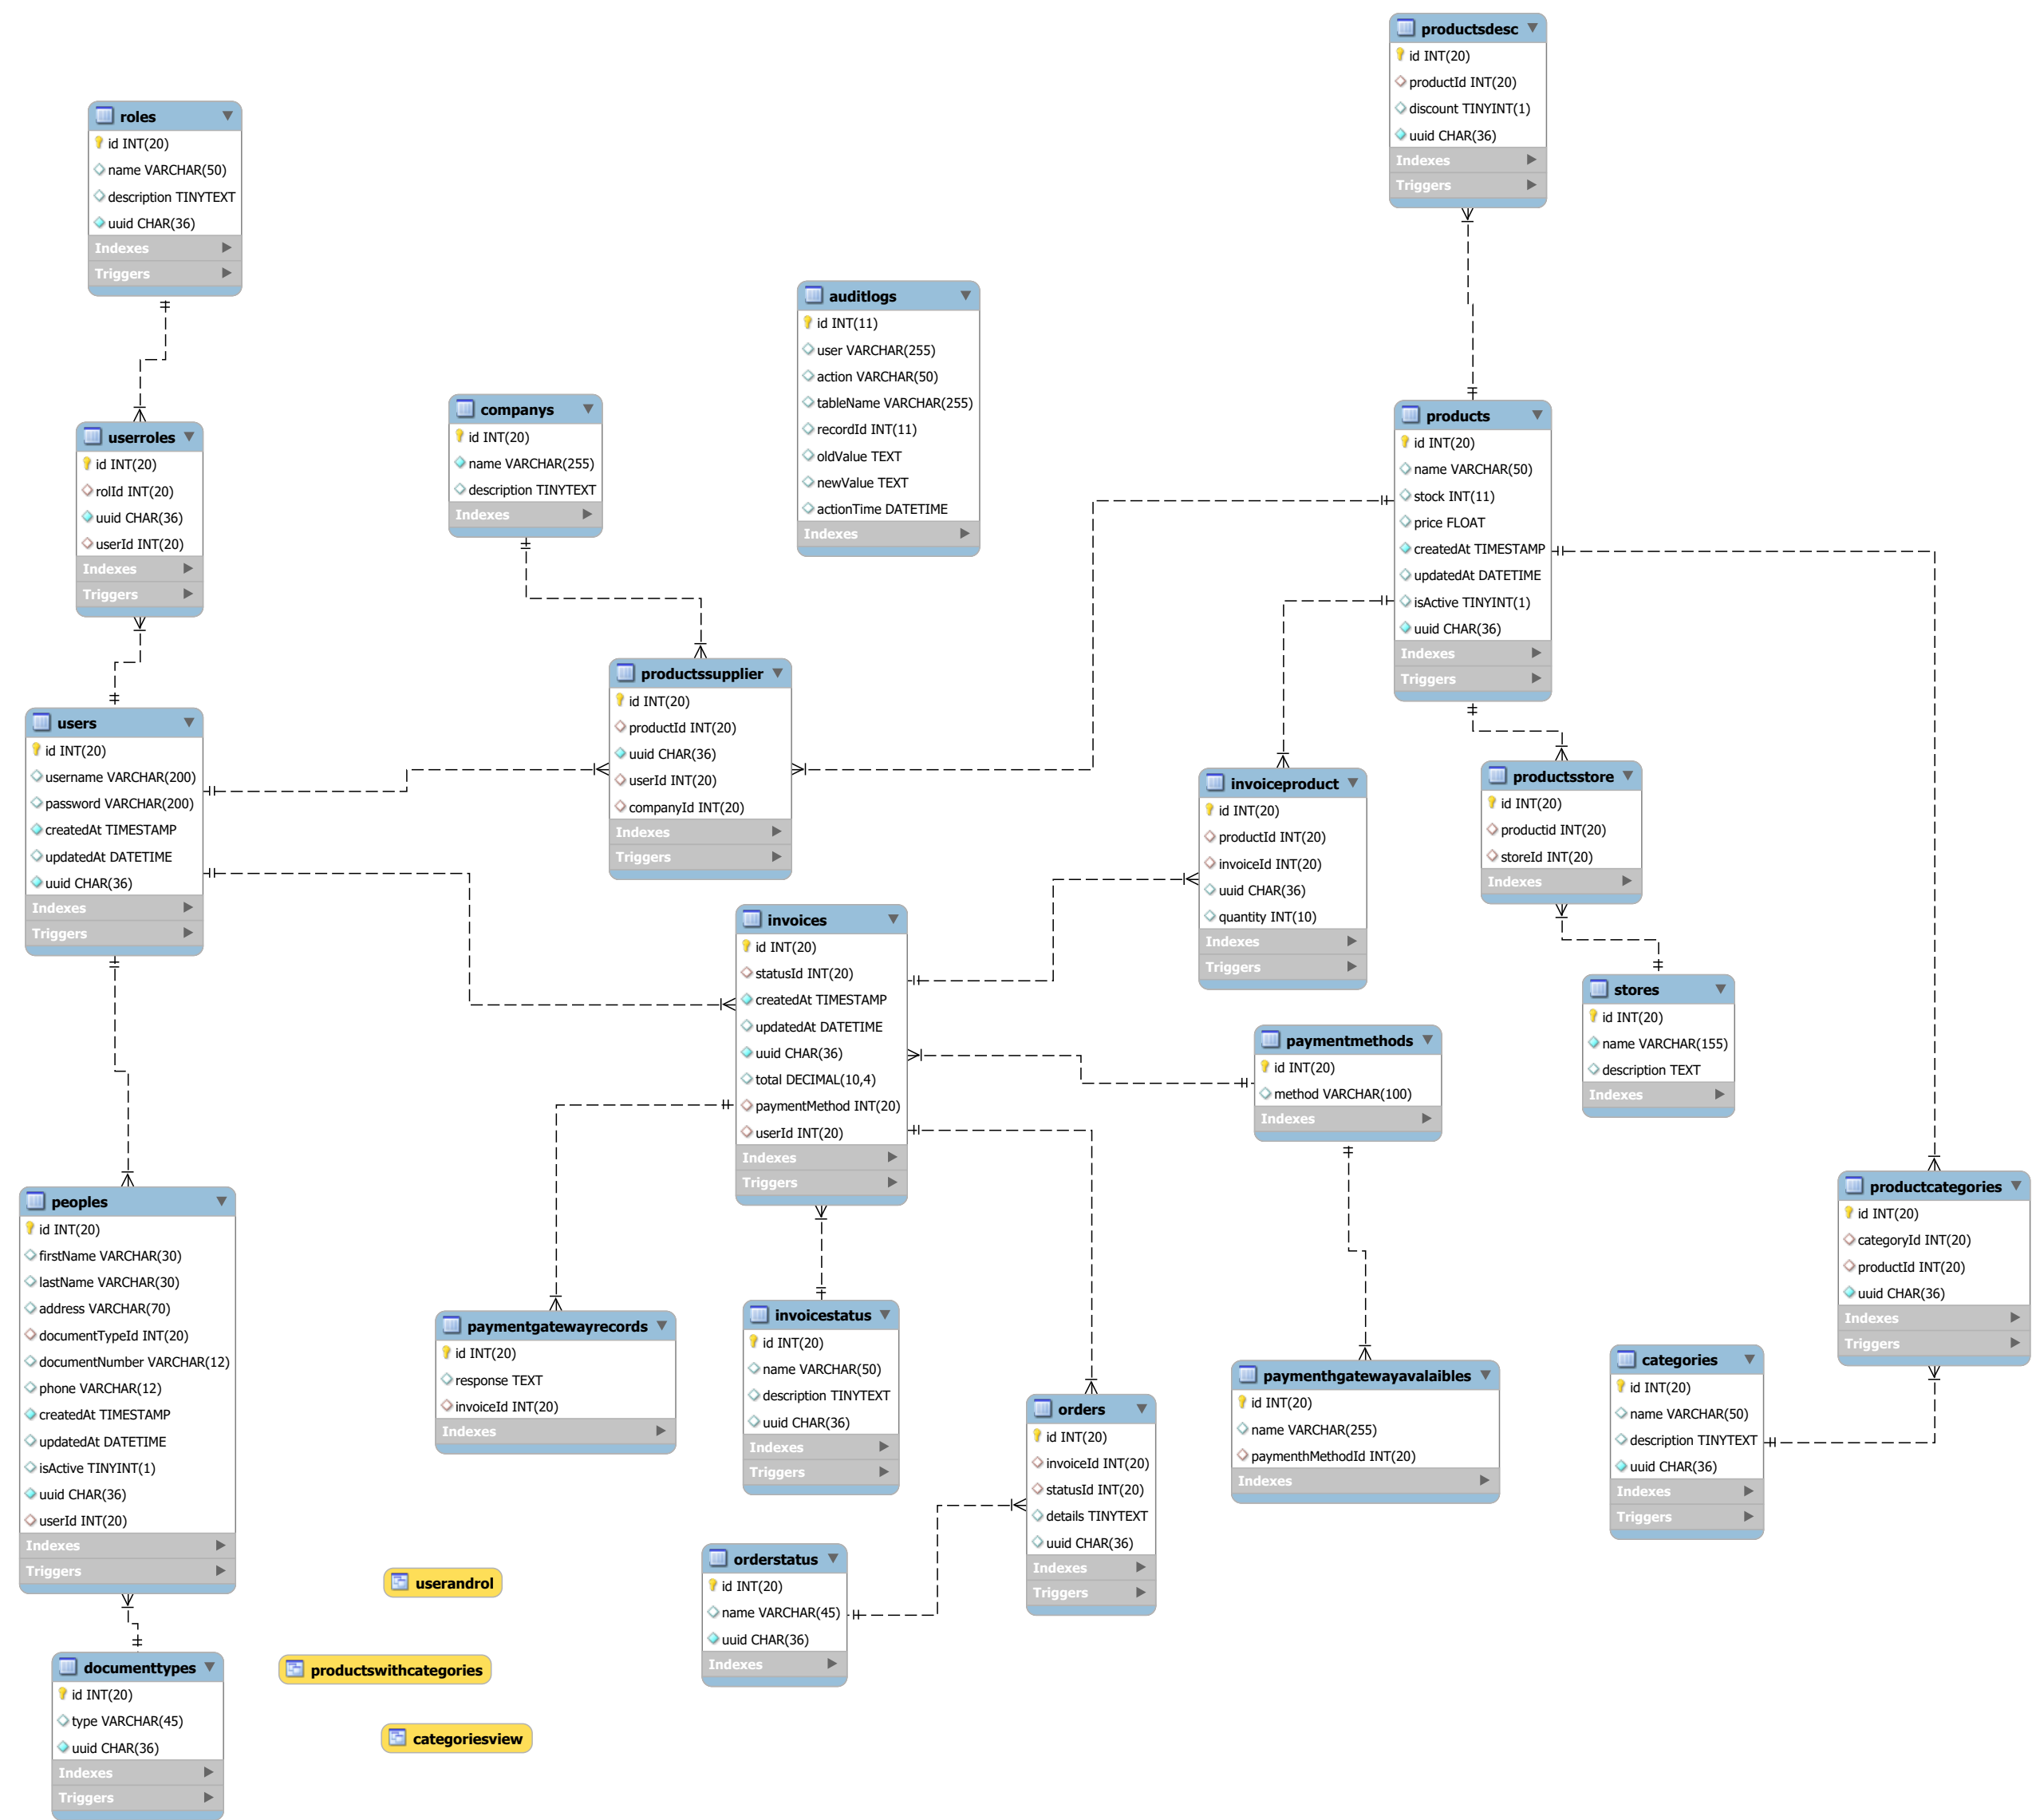 productsdesc
id INT(20)
productId INT(20)
discount TINYINT(1)
uuid CHAR(36)
Indexes
Triggers
roles
id INT(20)
name VARCHAR(50)
description TINYTEXT
uuid CHAR(36)
Indexes
Triggers
auditlogs
id INT(11)
user VARCHAR(255)
action VARCHAR(50)
tableName VARCHAR(255)
recordId INT(11)
oldValue TEXT
newValue TEXT
actionTime DATETIME
Indexes
companys
id INT(20)
name VARCHAR(255)
description TINYTEXT
Indexes
products
id INT(20)
name VARCHAR(50)
stock INT(11)
price FLOAT
createdAt TIMESTAMP
updatedAt DATETIME
isActive TINYINT(1)
uuid CHAR(36)
Indexes
Triggers
userroles
id INT(20)
rolId INT(20)
uuid CHAR(36)
userId INT(20)
Indexes
Triggers
productssupplier
id INT(20)
productId INT(20)
uuid CHAR(36)
userId INT(20)
companyId INT(20)
Indexes
Triggers
users
id INT(20)
username VARCHAR(200)
password VARCHAR(200)
createdAt TIMESTAMP
updatedAt DATETIME
uuid CHAR(36)
Indexes
Triggers
invoiceproduct
id INT(20)
productId INT(20)
invoiceId INT(20)
uuid CHAR(36)
quantity INT(10)
Indexes
Triggers
productsstore
id INT(20)
productid INT(20)
storeId INT(20)
Indexes
invoices
id INT(20)
statusId INT(20)
createdAt TIMESTAMP
updatedAt DATETIME
uuid CHAR(36)
total DECIMAL(10,4)
paymentMethod INT(20)
userId INT(20)
Indexes
Triggers
stores
id INT(20)
name VARCHAR(155)
description TEXT
Indexes
paymentmethods
id INT(20)
method VARCHAR(100)
Indexes
peoples
id INT(20)
firstName VARCHAR(30)
lastName VARCHAR(30)
address VARCHAR(70)
documentTypeId INT(20)
documentNumber VARCHAR(12)
phone VARCHAR(12)
createdAt TIMESTAMP
updatedAt DATETIME
isActive TINYINT(1)
uuid CHAR(36)
userId INT(20)
Indexes
Triggers
productcategories
id INT(20)
categoryId INT(20)
productId INT(20)
uuid CHAR(36)
Indexes
Triggers
paymentgatewayrecords
id INT(20)
response TEXT
invoiceId INT(20)
Indexes
invoicestatus
id INT(20)
name VARCHAR(50)
description TINYTEXT
uuid CHAR(36)
Indexes
Triggers
categories
id INT(20)
name VARCHAR(50)
description TINYTEXT
uuid CHAR(36)
Indexes
Triggers
paymenthgatewayavalaibles
id INT(20)
name VARCHAR(255)
paymenthMethodId INT(20)
Indexes
orders
id INT(20)
invoiceId INT(20)
statusId INT(20)
details TINYTEXT
uuid CHAR(36)
Indexes
Triggers
orderstatus
id INT(20)
name VARCHAR(45)
uuid CHAR(36)
Indexes
userandrol
productswithcategories
categoriesview
documenttypes
id INT(20)
type VARCHAR(45)
uuid CHAR(36)
Indexes
Triggers